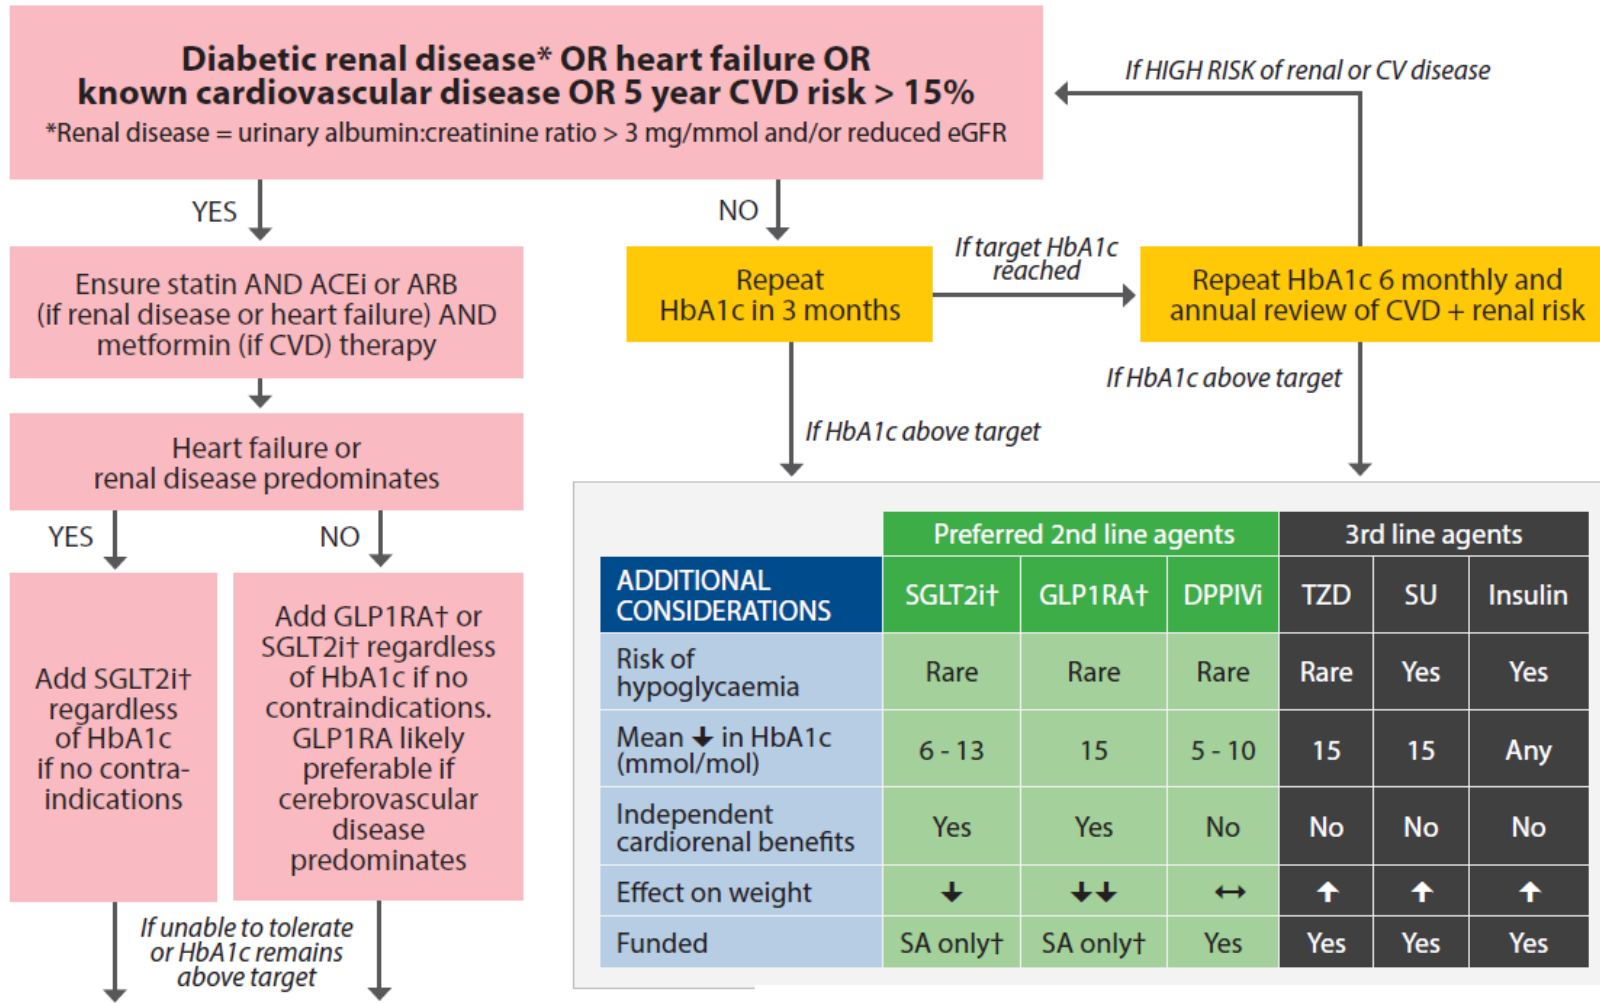 Diabetic renal disease* OR heart failure OR
known cardiovascular disease OR 5 year CVD risk > 15%
*Renal disease = urinary albumin:creatinine ratio > 3 mg/mmol and/or reduced eGFR
If HIGH RISK of renal or CV disease
YES
NO
Ensure statin AND ACEi or ARB
(if renal disease or heart failure) AND
metformin (if CVD) therapy
Repeat
HbA1c in 3 months
If target HbA1c
reached
Repeat HbA1c 6 monthly and
annual review of CVD + renal risk
If HbA1c above target
If HbA1c above target
Heart failure or
renal disease predominates
YES
NO
Add SGLT2i†
regardless
of HbA1c
if no contra-
indications
Add GLP1RA† or
SGLT2i† regardless
of HbA1c if no
contraindications.
GLP1RA likely
preferable if
cerebrovascular
disease
predominates
If unable to tolerate
or HbA1c remains
above target
Preferred 2nd line agents 3rd line agents
ADDITIONAL
CONSIDERATIONS
SGLT2i† GLP1RA† DPPIVi TZD SU Insulin
Risk of
hypoglycaemia
Rare Rare Rare Rare Yes Yes
Mean ↓ in HbA1c
(mmol/mol)
6 - 13 15 5 - 10 15 15 Any
Independent
cardiorenal benefits
Yes Yes No No No No
Effect on weight ↓ ↓↓ ↔ ↑ ↑ ↑
Funded SA only† SA only† Yes Yes Yes Yes